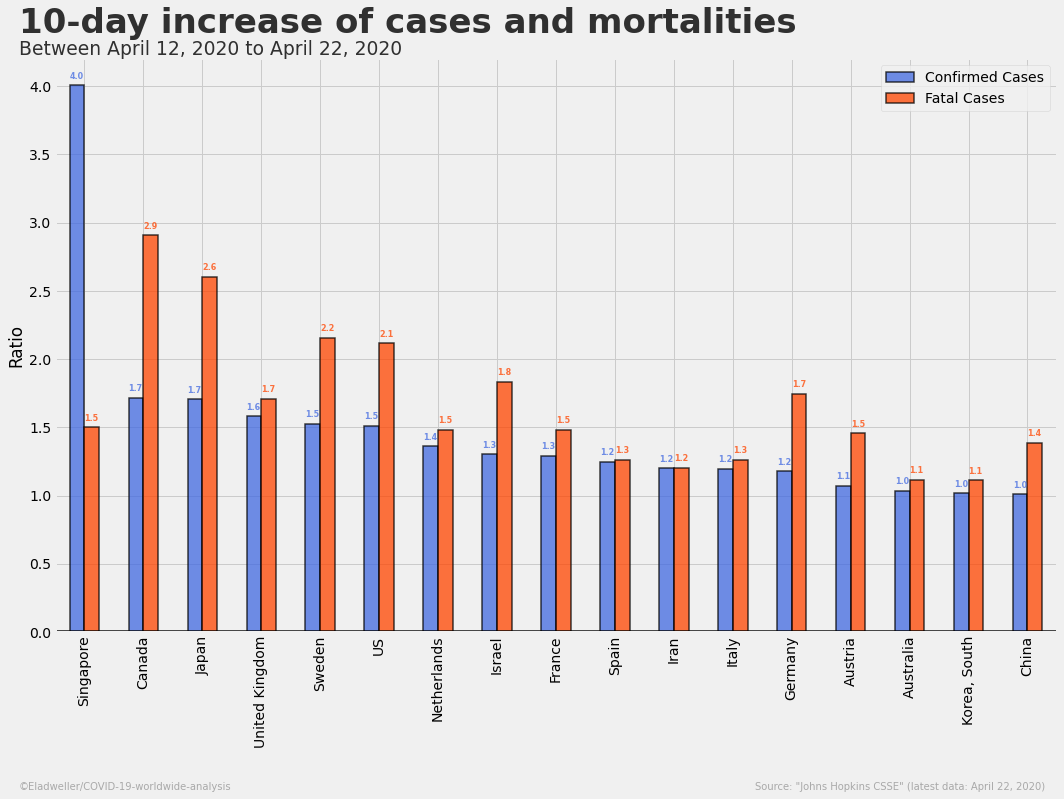 10-day increase of cases and mortalities
Between April 12, 2020 to April 22, 2020
Confirmed Cases
Fatal Cases
Ratio
4.0
3.5
3.0
2.5
2.0
1.5
1.0
0.5
0.0
4.0 1.5
1.7 2.9
1.7 2.6
1.6 1.7
1.5 2.2
1.5 2.1
1.4 1.5
1.3 1.8
1.3 1.5
1.2 1.3
1.2 1.2
1.2 1.3
1.2 1.7
1.1 1.5
1.0 1.1
1.0 1.1
1.0 1.4
Singapore
Canada
Japan
United Kingdom
Sweden
US
Netherlands
Israel
France
Spain
Iran
Italy
Germany
Austria
Australia
Korea, South
China
©Eladweller/COVID-19-worldwide-analysis
Source: "Johns Hopkins CSSE" (latest data: April 22, 2020)